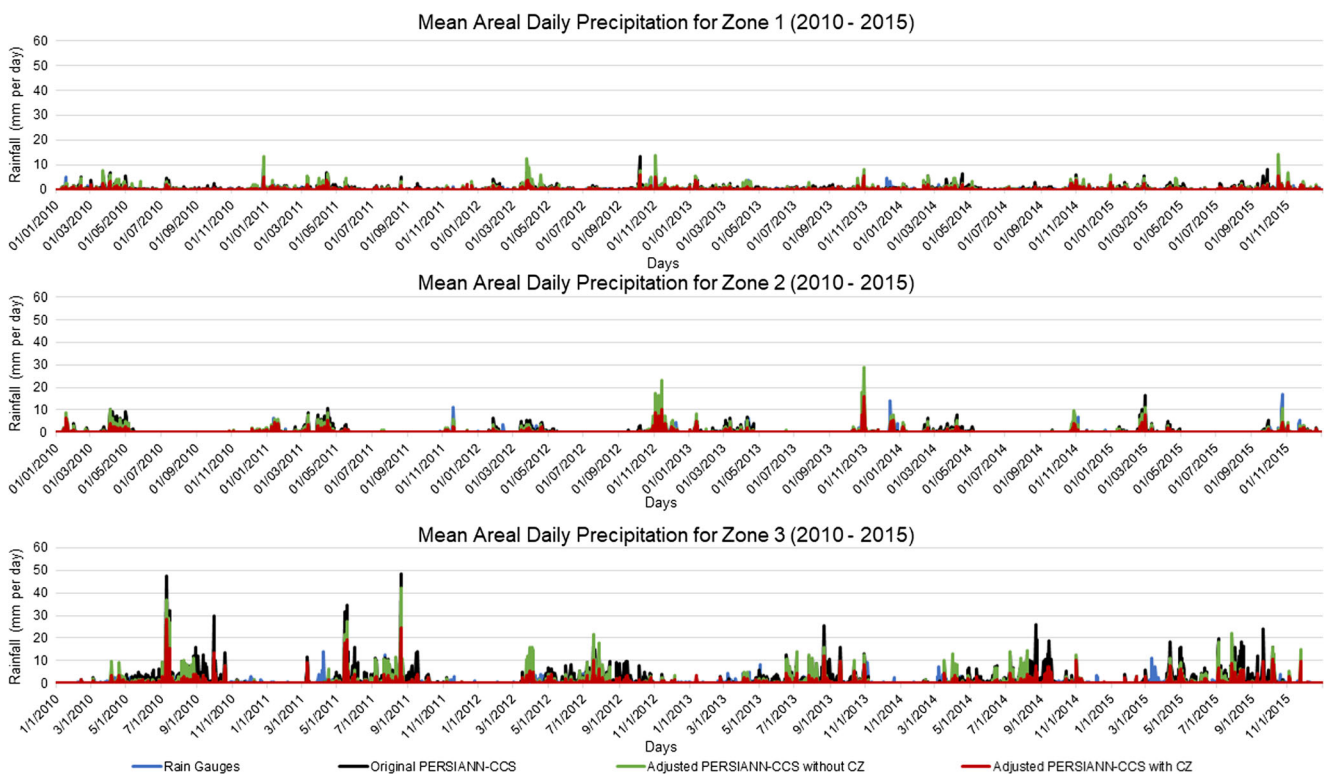 Mean Areal Daily Precipitation for Zone 1 (2010 - 2015)
Rainfall (mm per day)
60
50
40
30
20
10
0
01/01/2010 01/03/2010 01/05/2010 01/07/2010 01/09/2010 01/11/2010 01/01/2011 01/03/2011 01/05/2011 01/07/2011 01/09/2011 01/11/2011 01/01/2012 01/03/2012 01/05/2012 01/07/2012 01/09/2012 01/11/2012 01/01/2013 01/03/2013 01/05/2013 01/07/2013 01/09/2013 01/11/2013 01/01/2014 01/03/2014 01/05/2014 01/07/2014 01/09/2014 01/11/2014 01/01/2015 01/03/2015 01/05/2015 01/07/2015 01/09/2015 01/11/2015
Days
Mean Areal Daily Precipitation for Zone 2 (2010 - 2015)
Rainfall (mm per day)
60
50
40
30
20
10
0
01/01/2010 01/03/2010 01/05/2010 01/07/2010 01/09/2010 01/11/2010 01/01/2011 01/03/2011 01/05/2011 01/07/2011 01/09/2011 01/11/2011 01/01/2012 01/03/2012 01/05/2012 01/07/2012 01/09/2012 01/11/2012 01/01/2013 01/03/2013 01/05/2013 01/07/2013 01/09/2013 01/11/2013 01/01/2014 01/03/2014 01/05/2014 01/07/2014 01/09/2014 01/11/2014 01/01/2015 01/03/2015 01/05/2015 01/07/2015 01/09/2015 01/11/2015
Days
Mean Areal Daily Precipitation for Zone 3 (2010 - 2015)
Rainfall (mm per day)
60
50
40
30
20
10
0
1/1/2010 3/1/2010 5/1/2010 7/1/2010 9/1/2010 11/1/2010 1/1/2011 3/1/2011 5/1/2011 7/1/2011 9/1/2011 11/1/2011 1/1/2012 3/1/2012 5/1/2012 7/1/2012 9/1/2012 11/1/2012 1/1/2013 3/1/2013 5/1/2013 7/1/2013 9/1/2013 11/1/2013 1/1/2014 3/1/2014 5/1/2014 7/1/2014 9/1/2014 11/1/2014 1/1/2015 3/1/2015 5/1/2015 7/1/2015 9/1/2015 11/1/2015
Days
Rain Gauges Original PERSIANN-CCS Adjusted PERSIANN-CCS without CZ Adjusted PERSIANN-CCS with CZ